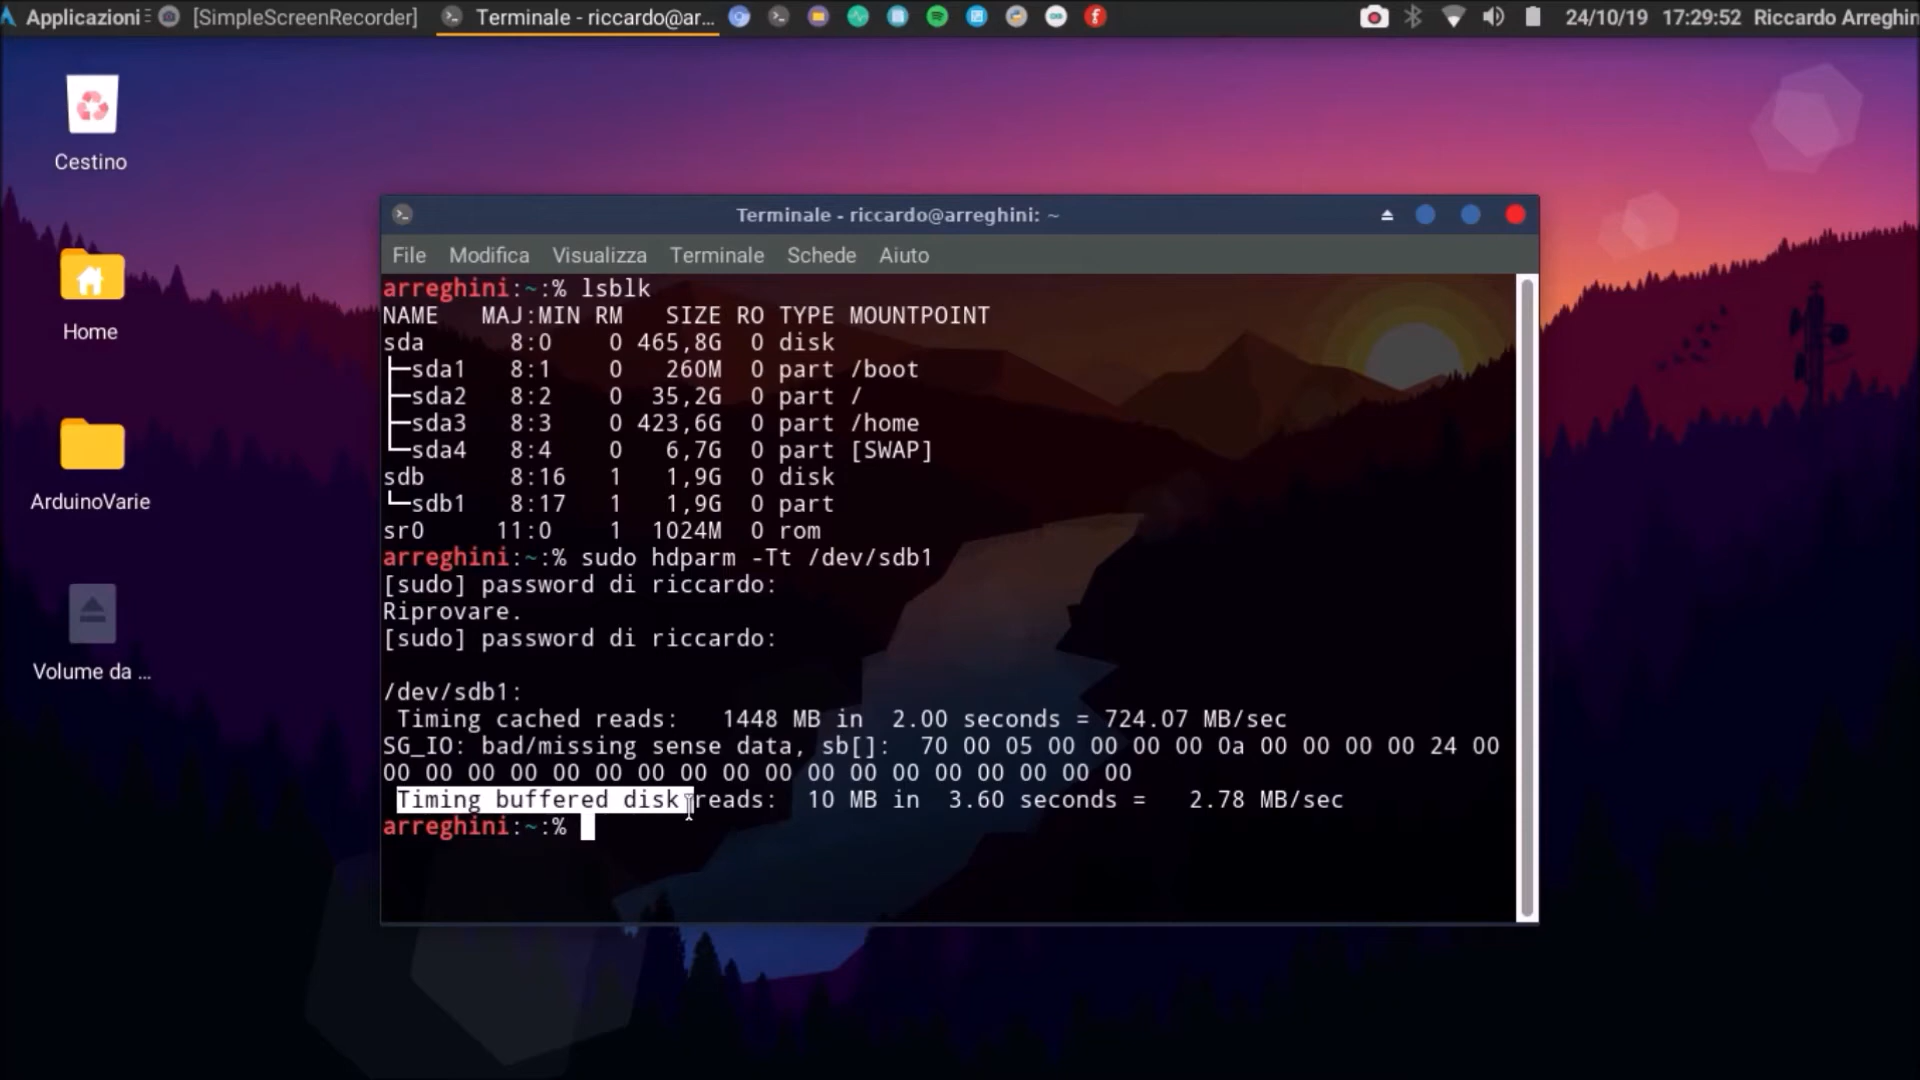 Applicazioni
[SimpleScreenRecorder]
Terminale - riccardo@ar...
24/10/19 17:29:52 Riccardo Arreghin
Cestino
Home
ArduinoVarie
Volume da ...
Terminale - riccardo@arreghini: ~
File Modifica Visualizza Terminale Schede Aiuto
arreghini:~:% lsblk
NAME MAJ:MIN RM SIZE RO TYPE MOUNTPOINT
sda 8:0 0 465,8G 0 disk
├─sda1 8:1 0 260M 0 part /boot
├─sda2 8:2 0 35,2G 0 part /
├─sda3 8:3 0 423,6G 0 part /home
└─sda4 8:4 0 6,7G 0 part [SWAP]
sdb 8:16 1 1,9G 0 disk
└─sdb1 8:17 1 1,9G 0 part
sr0 11:0 1 1024M 0 rom
arreghini:~:% sudo hdparm -Tt /dev/sdb1
[sudo] password di riccardo:
Riprovare.
[sudo] password di riccardo:
/dev/sdb1:
Timing cached reads: 1448 MB in 2.00 seconds = 724.07 MB/sec
SG_IO: bad/missing sense data, sb[]: 70 00 05 00 00 00 00 0a 00 00 00 00 24 00
00 00 00 00 00 00 00 00 00 00 00 00 00 00 00 00 00 00
Timing buffered disk reads: 10 MB in 3.60 seconds = 2.78 MB/sec
arreghini:~:%